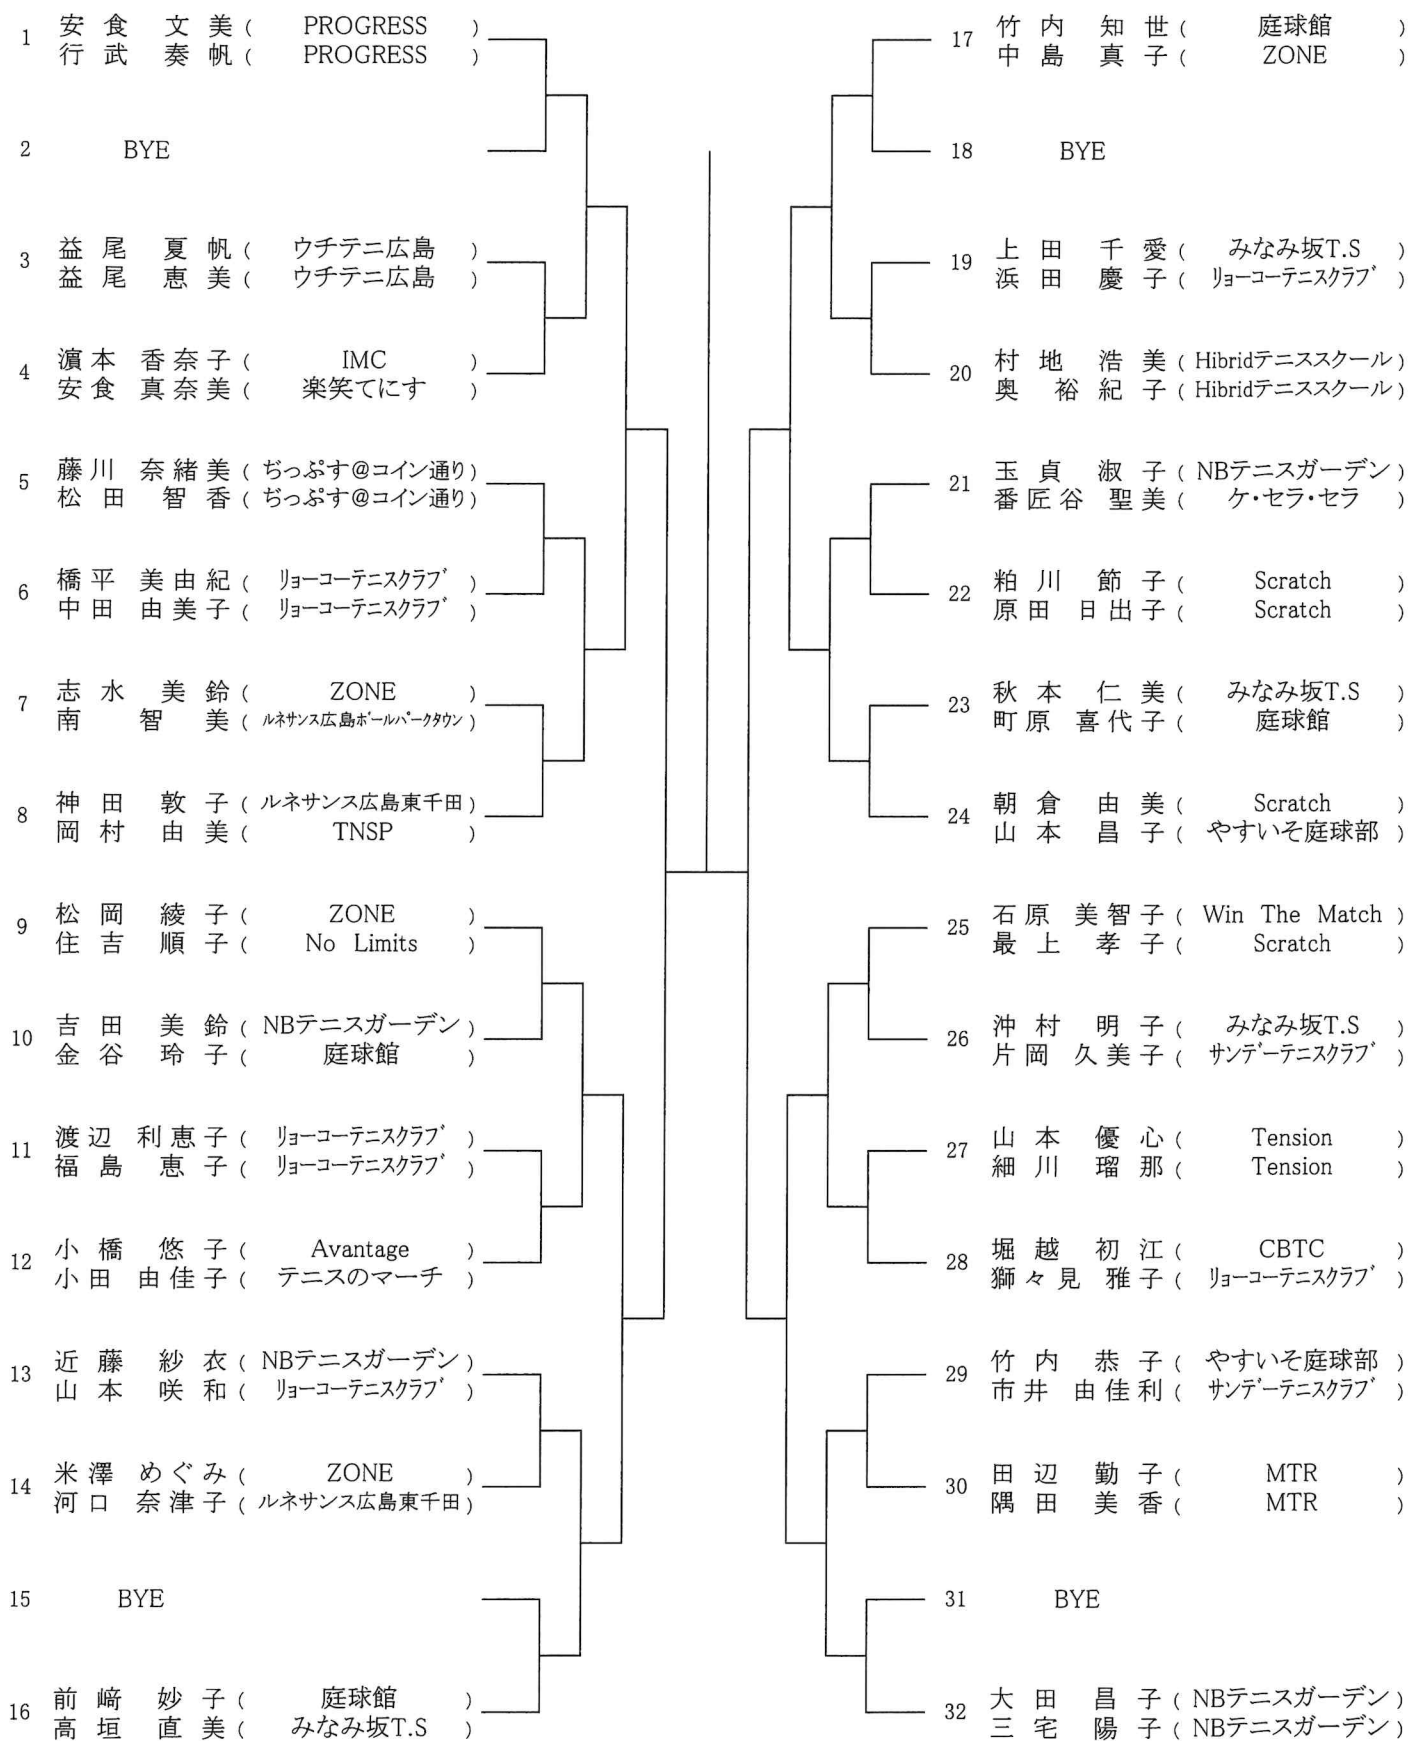 1 安食 文美 ( PROGRESS )
行武 奏帆 ( PROGRESS )
2 BYE
3 益尾 夏帆 ( ウチテニ広島 )
益尾 恵美 ( ウチテニ広島 )
4 濵本 香奈子 ( IMC )
安食 真奈美 ( 楽笑てにす )
5 藤川 奈緒美 ( ぢっぷす@コイン通り )
松田 智香 ( ぢっぷす@コイン通り )
6 橋平 美由紀 ( リョーコーテニスクラブ )
中田 由美子 ( リョーコーテニスクラブ )
7 志水 美鈴 ( ZONE )
南 智美 ( ルネサンス広島ボールパークタウン )
8 神田 敦子 ( ルネサンス広島東千田 )
岡村 由美 ( TNSP )
9 松岡 綾子 ( ZONE )
住吉 順子 ( No Limits )
10 吉田 美鈴 ( NBテニスガーデン )
金谷 玲子 ( 庭球館 )
11 渡辺 利恵子 ( リョーコーテニスクラブ )
福島 恵子 ( リョーコーテニスクラブ )
12 小橋 悠子 ( Avantage )
小田 由佳子 ( テニスのマーチ )
13 近藤 紗衣 ( NBテニスガーデン )
山本 咲和 ( リョーコーテニスクラブ )
14 米澤 めぐみ ( ZONE )
河口 奈津子 ( ルネサンス広島東千田 )
15 BYE
16 前﨑 妙子 ( 庭球館 )
高垣 直美 ( みなみ坂T.S )
17 竹内 知世 ( 庭球館 )
中島 真子 ( ZONE )
18 BYE
19 上田 千愛 ( みなみ坂T.S )
浜田 慶子 ( リョーコーテニスクラブ )
20 村地 浩美 ( Hibridテニススクール )
奥 裕紀子 ( Hibridテニススクール )
21 玉貞 淑子 ( NBテニスガーデン )
番匠谷 聖美 ( ケ・セラ・セラ )
22 粕川 節子 ( Scratch )
原田 日出子 ( Scratch )
23 秋本 仁美 ( みなみ坂T.S )
町原 喜代子 ( 庭球館 )
24 朝倉 由美 ( Scratch )
山本 昌子 ( やすいそ庭球部 )
25 石原 美智子 ( Win The Match )
最上 孝子 ( Scratch )
26 沖村 明子 ( みなみ坂T.S )
片岡 久美子 ( サンデーテニスクラブ )
27 山本 優心 ( Tension )
細川 瑠那 ( Tension )
28 堀越 初江 ( CBTC )
獅々見 雅子 ( リョーコーテニスクラブ )
29 竹内 恭子 ( やすいそ庭球部 )
市井 由佳利 ( サンデーテニスクラブ )
30 田辺 勤子 ( MTR )
隅田 美香 ( MTR )
31 BYE
32 大田 昌子 ( NBテニスガーデン )
三宅 陽子 ( NBテニスガーデン )